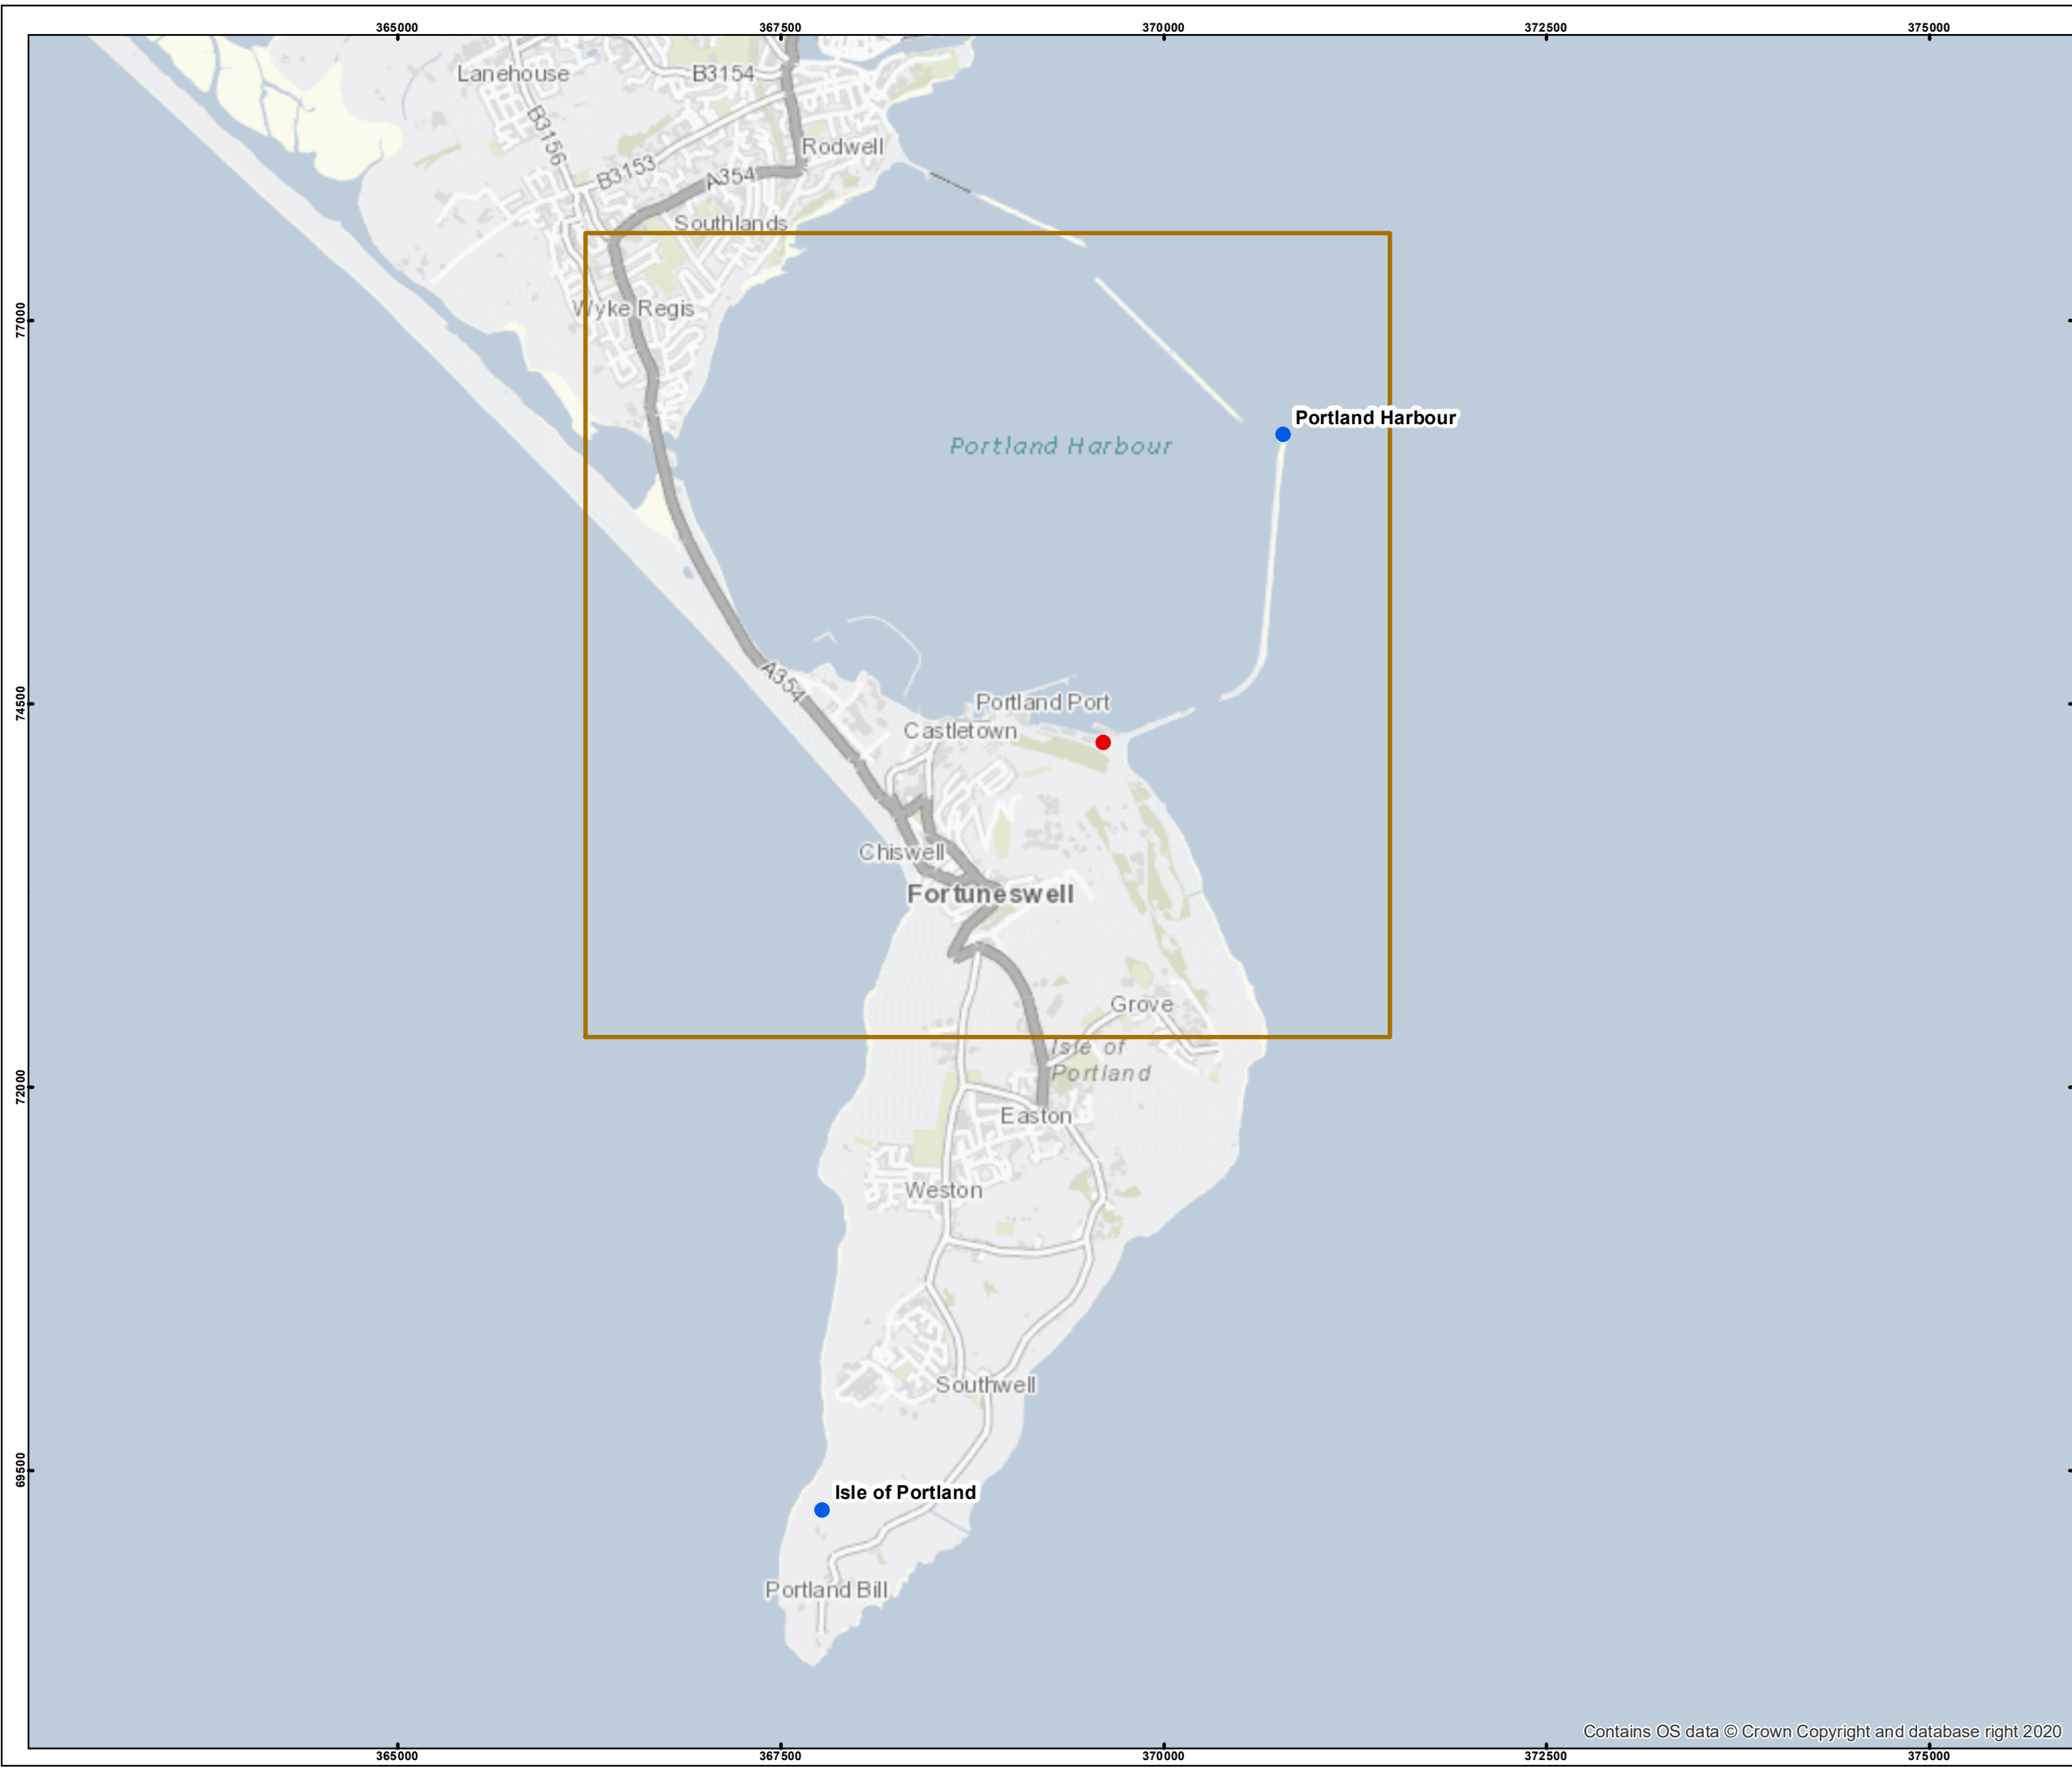 365000
367500
370000
372500
375000
Lanehouse
B3154
B3156
Rodwell
B3153
A354
Southlands
77000
Wyke Regis
Portland Harbour
Portland Harbour
A354
74500
Portland Port
Castletown
Chiswell
Fortuneswell
Grove
Isle of
Portland
72000
Easton
Weston
Southwell
69500
Isle of Portland
Portland Bill
Contains OS data © Crown Copyright and database right 2020
365000
367500
370000
372500
375000